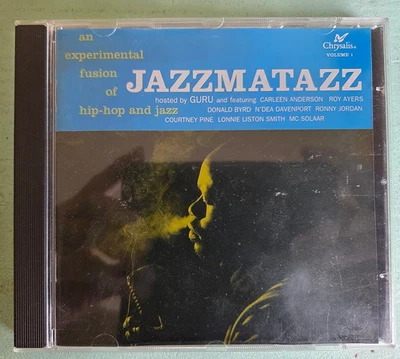 an
experimental
fusion
of
hip-hop and jazz
JAZZMATAZZ
hosted by GURU and featuring CARLEEN ANDERSON ROY AYERS
DONALD BYRD N'DEA DAVENPORT RONNY JORDAN
COURTNEY PINE LONNIE LISTON SMITH MC SOLAAR
Chrysalis
VOLUME 1